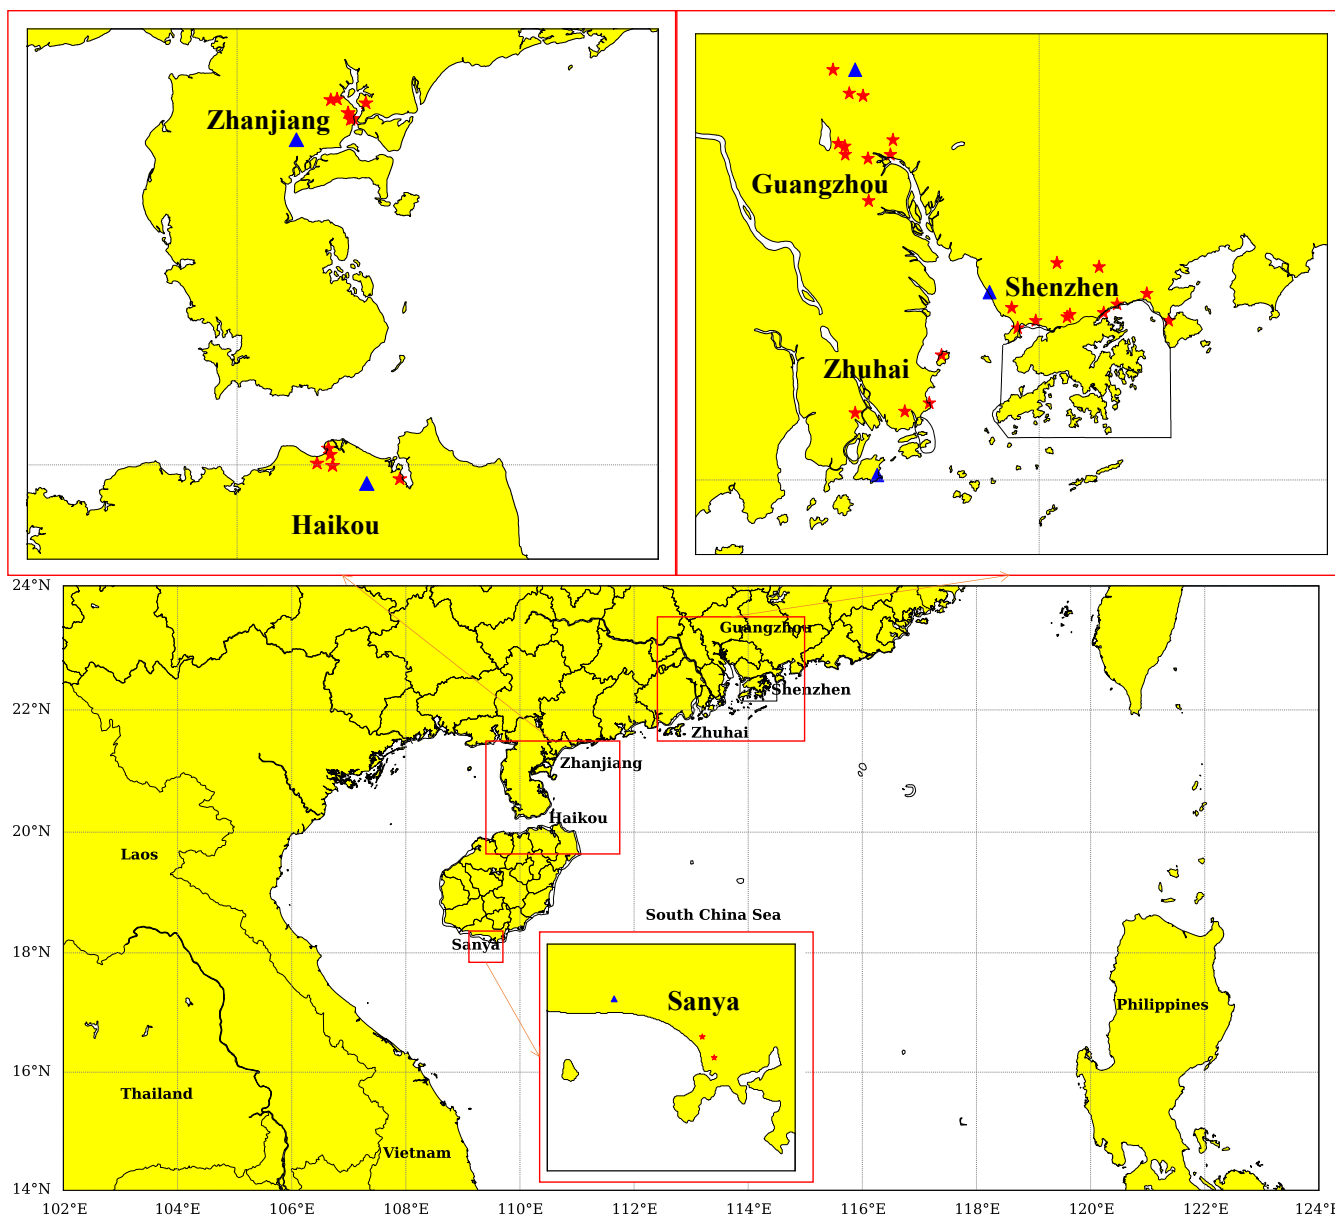 Zhanjiang
Haikou
Guangzhou
Shenzhen
Zhuhai
24°N
22°N
20°N
18°N
16°N
14°N
Guangzhou
Shenzhen
Zhuhai
Zhanjiang
Haikou
Laos
South China Sea
Sanya
Sanya
Philippines
Thailand
Vietnam
102°E 104°E 106°E 108°E 110°E 112°E 114°E 116°E 118°E 120°E 122°E 124°E